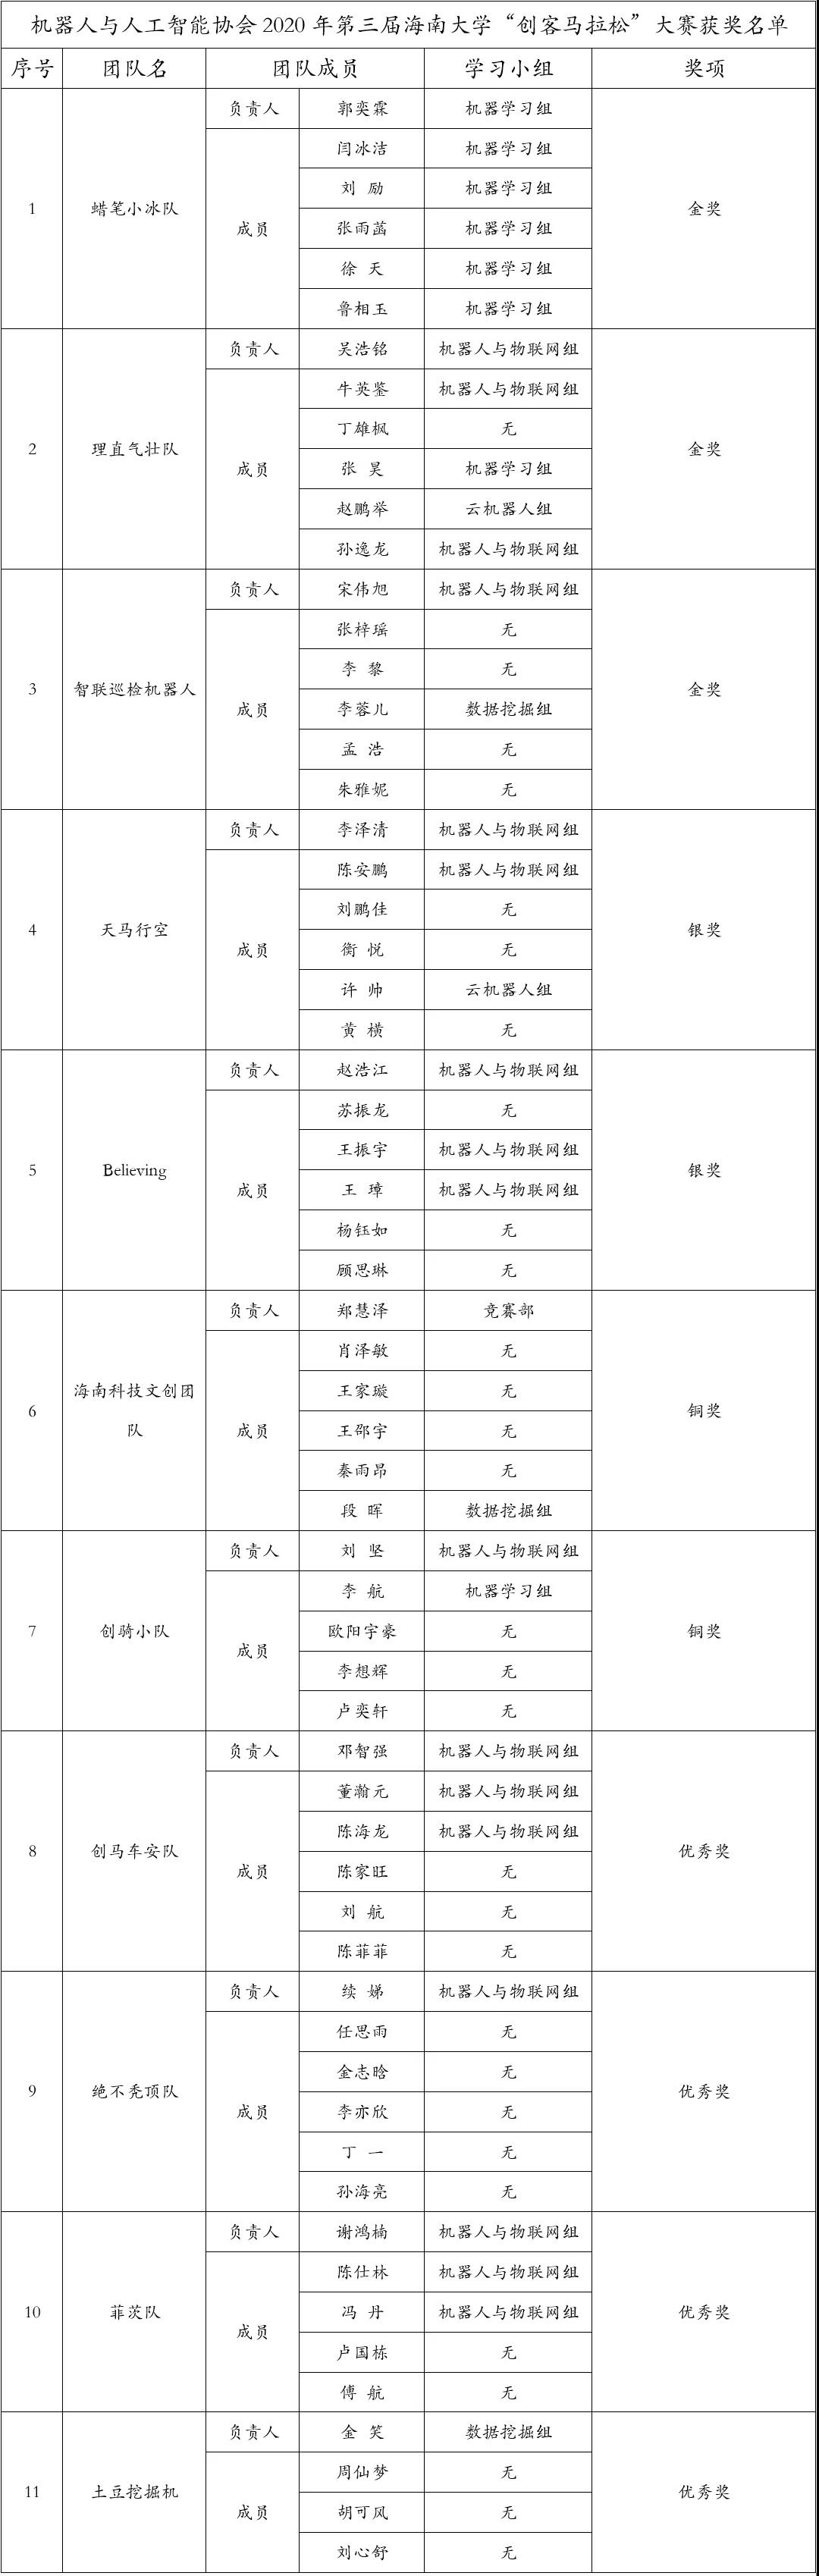 机器人与人工智能协会2020年第三届海南大学“创客马拉松”大赛获奖名单
序号 团队名 团队成员 学习小组 奖项
1 蜡笔小冰队 负责人 郭奕霖 机器学习组 金奖
成员 闫冰洁 机器学习组
刘 励 机器学习组
张雨菡 机器学习组
徐 天 机器学习组
鲁相玉 机器学习组
2 理直气壮队 负责人 吴浩铭 机器人与物联网组 金奖
成员 牛英鉴 机器人与物联网组
丁雄枫 无
张 昊 机器学习组
赵鹏举 云机器人组
孙逸龙 机器人与物联网组
3 智联巡检机器人 负责人 宋伟旭 机器人与物联网组 金奖
成员 张梓瑶 无
李 黎 无
李蓉儿 数据挖掘组
孟 浩 无
朱雅妮 无
4 天马行空 负责人 李泽清 机器人与物联网组 银奖
成员 陈安鹏 机器人与物联网组
刘鹏佳 无
衡 悦 无
许 帅 云机器人组
黄 横 无
5 Believing 负责人 赵浩江 机器人与物联网组 银奖
成员 苏振龙 无
王振宇 机器人与物联网组
王 璋 机器人与物联网组
杨钰如 无
顾思琳 无
6 海南科技文创团队 负责人 郑慧泽 竞赛部 铜奖
成员 肖泽敏 无
王家璇 无
王邵宇 无
秦雨昂 无
段 晖 数据挖掘组
7 创骑小队 负责人 刘 坚 机器人与物联网组 铜奖
成员 李 航 机器学习组
欧阳宇豪 无
李想辉 无
卢奕轩 无
8 创马车安队 负责人 邓智强 机器人与物联网组 优秀奖
成员 董瀚元 机器人与物联网组
陈海龙 机器人与物联网组
陈家旺 无
刘 航 无
陈菲菲 无
9 绝不秃顶队 负责人 续 娣 机器人与物联网组 优秀奖
成员 任思雨 无
金志晗 无
李亦欣 无
丁 一 无
孙海亮 无
10 菲茨队 负责人 谢鸿楠 机器人与物联网组 优秀奖
成员 陈仕林 机器人与物联网组
冯 丹 机器人与物联网组
卢国栋 无
傅 航 无
11 土豆挖掘机 负责人 金 笑 数据挖掘组 优秀奖
成员 周仙梦 无
胡可风 无
刘心舒 无